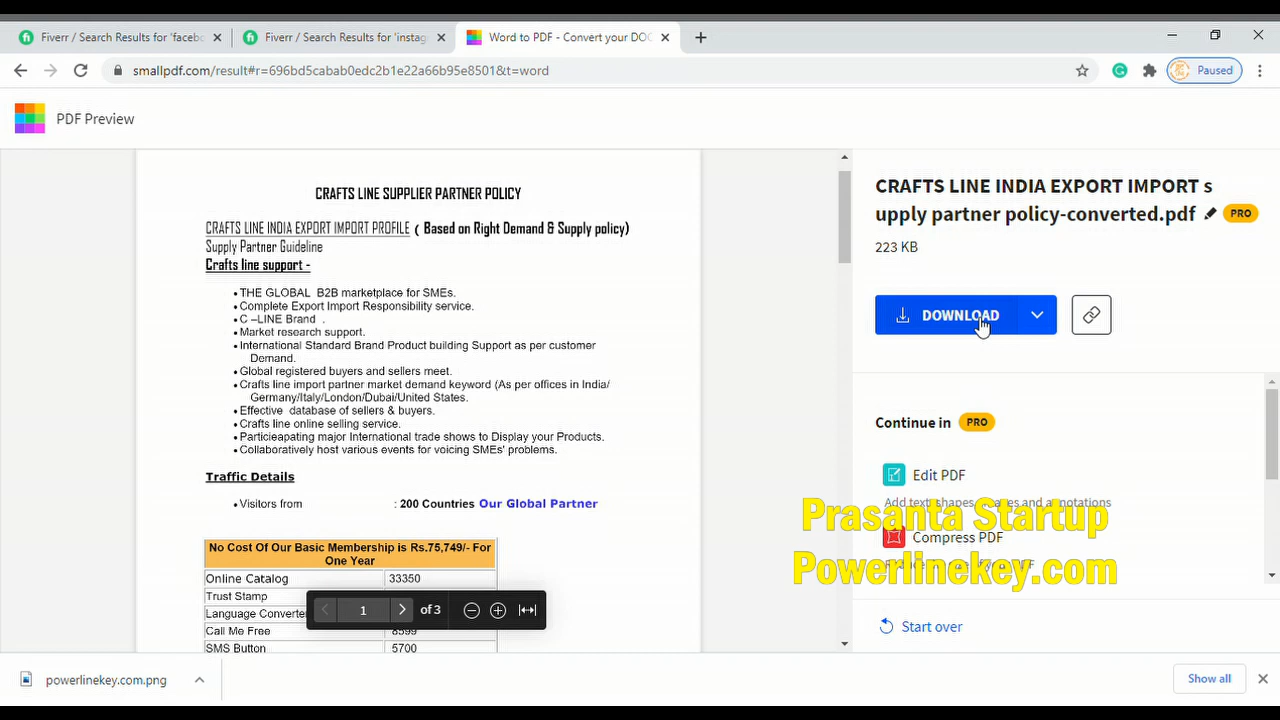 Fiverr / Search Results for 'faceb
Fiverr / Search Results for 'instag
Word to PDF - Convert your DOC
smallpdf.com/result#r=696bd5cabab0edc2b1e22a66b95e8501&t=word
Paused
PDF Preview
CRAFTS LINE SUPPLIER PARTNER POLICY
CRAFTS LINE INDIA EXPORT IMPORT PROFILE ( Based on Right Demand & Supply policy)
Supply Partner Guideline
Crafts line support -
• THE GLOBAL B2B marketplace for SMEs.
• Complete Export Import Responsibility service.
• C –LINE Brand .
• Market research support.
• International Standard Brand Product building Support as per customer
Demand.
• Global registered buyers and sellers meet.
• Crafts line import partner market demand keyword (As per offices in India/
Germany/Italy/London/Dubai/United States.
• Effective database of sellers & buyers.
• Crafts line online selling service.
• Particieapating major International trade shows to Display your Products.
• Collaboratively host various events for voicing SMEs' problems.
Traffic Details
• Visitors from : 200 Countries Our Global Partner
No Cost Of Our Basic Membership is Rs.75,749/- For
One Year
Online Catalog 33350
Trust Stamp
Language Converter
Call Me Free 8599
SMS Button 5700
1 of 3
CRAFTS LINE INDIA EXPORT IMPORT s
upply partner policy-converted.pdf PRO
223 KB
DOWNLOAD
Continue in PRO
Edit PDF
Add text, shapes, images and annotations
Prasanta Startup
Compress PDF
Powerlinekey.com
Start over
powerlinekey.com.png
Show all